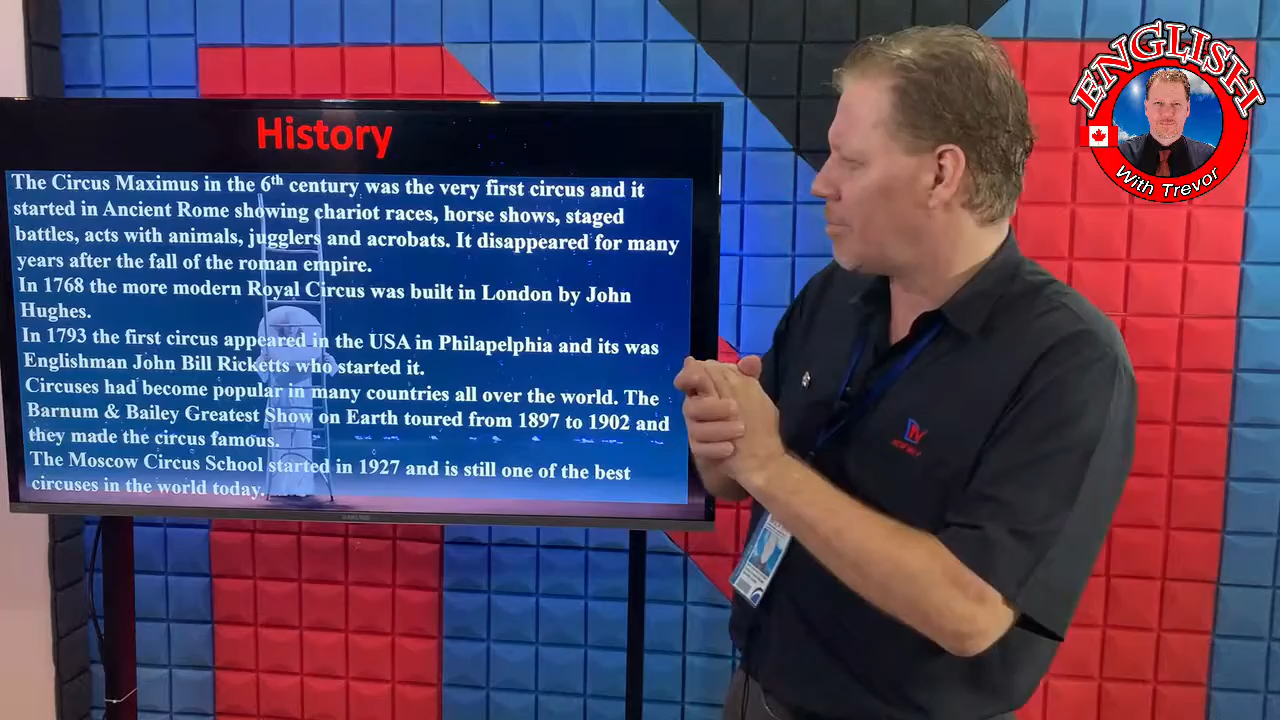 History
The Circus Maximus in the 6th century was the very first circus and it
started in Ancient Rome showing chariot races, horse shows, staged
battles, acts with animals, jugglers and acrobats. It disappeared for many
years after the fall of the roman empire.
In 1768 the more modern Royal Circus was built in London by John
Hughes.
In 1793 the first circus appeared in the USA in Philapelphia and its was
Englishman John Bill Ricketts who started it.
Circuses had become popular in many countries all over the world. The
Barnum & Bailey Greatest Show on Earth toured from 1897 to 1902 and
they made the circus famous.
The Moscow Circus School started in 1927 and is still one of the best
circuses in the world today.
ENGLISH
With Trevor